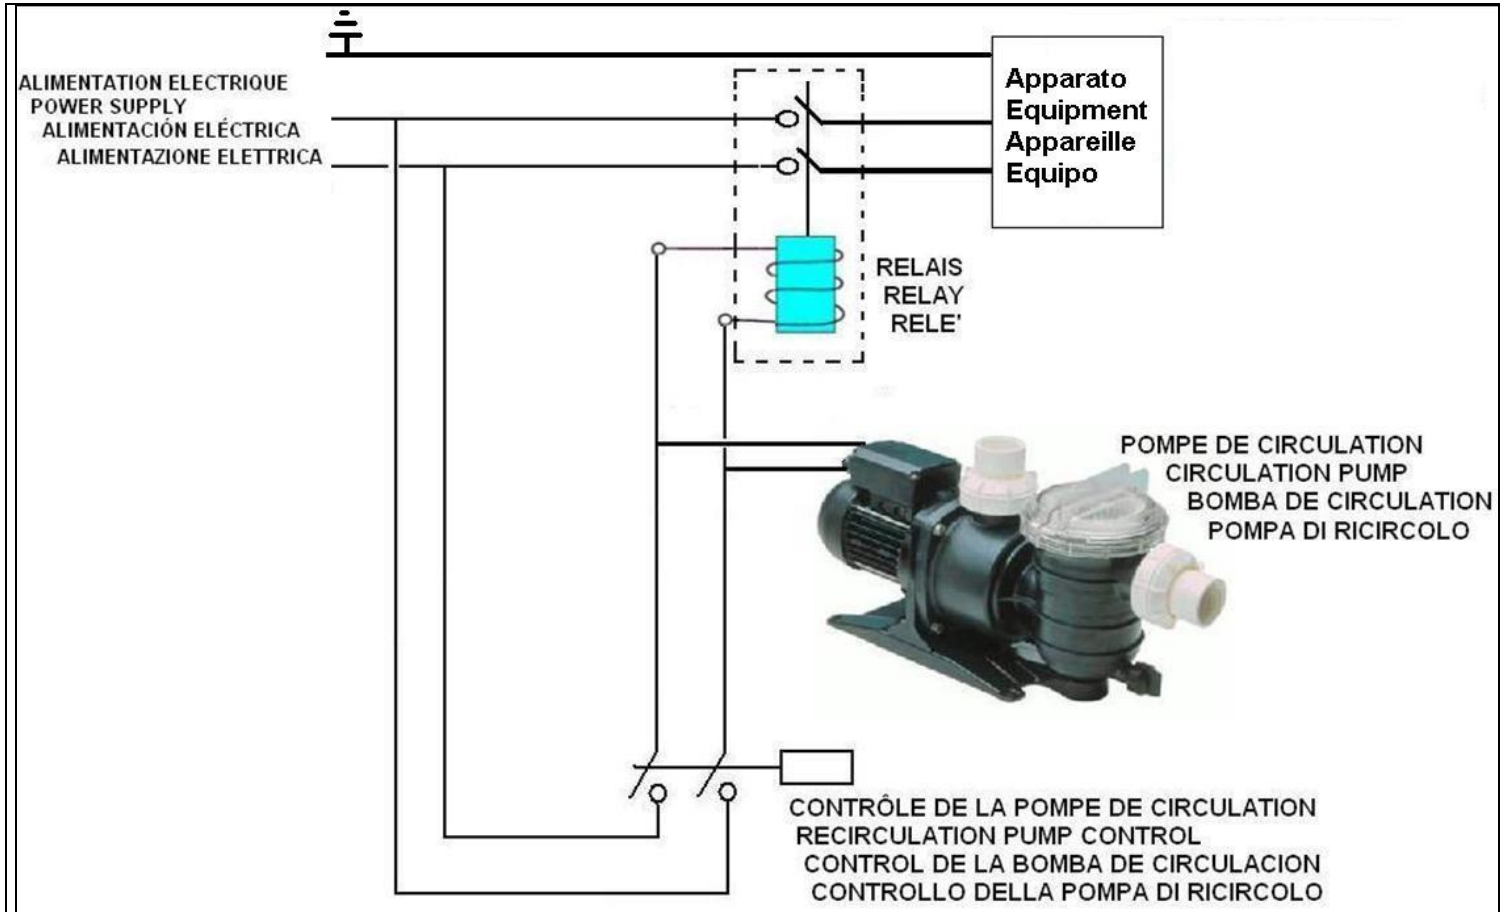 ALIMENTATION ELECTRIQUE
POWER SUPPLY
ALIMENTACIÓN ELÉCTRICA
ALIMENTAZIONE ELETTRICA
Apparato
Equipment
Appareille
Equipo
RELAIS
RELAY
RELE'
POMPE DE CIRCULATION
CIRCULATION PUMP
BOMBA DE CIRCULATION
POMPA DI RICIRCOLO
CONTRÔLE DE LA POMPE DE CIRCULATION
RECIRCULATION PUMP CONTROL
CONTROL DE LA BOMBA DE CIRCULACION
CONTROLLO DELLA POMPA DI RICIRCOLO